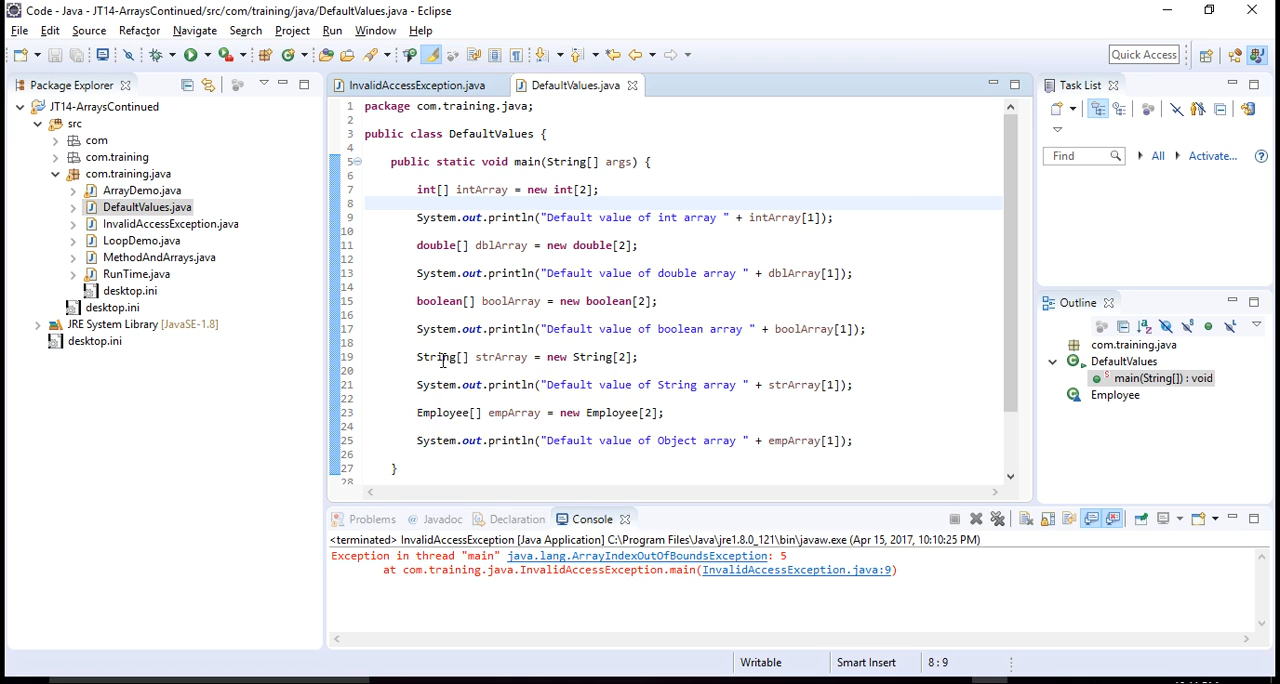 Code - Java - JT14-ArraysContinued/src/com/training/java/DefaultValues.java - Eclipse
File Edit Source Refactor Navigate Search Project Run Window Help
Quick Access
Package Explorer
JT14-ArraysContinued
src
com
com.training
com.training.java
ArrayDemo.java
DefaultValues.java
InvalidAccessException.java
LoopDemo.java
MethodAndArrays.java
RunTime.java
desktop.ini
desktop.ini
JRE System Library [JavaSE-1.8]
desktop.ini
InvalidAccessException.java DefaultValues.java
1 package com.training.java;
2
3 public class DefaultValues {
4
5 public static void main(String[] args) {
6
7 int[] intArray = new int[2];
8
9 System.out.println("Default value of int array " + intArray[1]);
10
11 double[] dblArray = new double[2];
12
13 System.out.println("Default value of double array " + dblArray[1]);
14
15 boolean[] boolArray = new boolean[2];
16
17 System.out.println("Default value of boolean array " + boolArray[1]);
18
19 String[] strArray = new String[2];
20
21 System.out.println("Default value of String array " + strArray[1]);
22
23 Employee[] empArray = new Employee[2];
24
25 System.out.println("Default value of Object array " + empArray[1]);
26
27 }
28
Task List
Find All Activate...
Outline
com.training.java
DefaultValues
main(String[]) : void
Employee
Problems @ Javadoc Declaration Console
<terminated> InvalidAccessException [Java Application] C:\Program Files\Java\jre1.8.0_121\bin\javaw.exe (Apr 15, 2017, 10:10:25 PM)
Exception in thread "main" java.lang.ArrayIndexOutOfBoundsException: 5
at com.training.java.InvalidAccessException.main(InvalidAccessException.java:9)
Writable Smart Insert 8 : 9